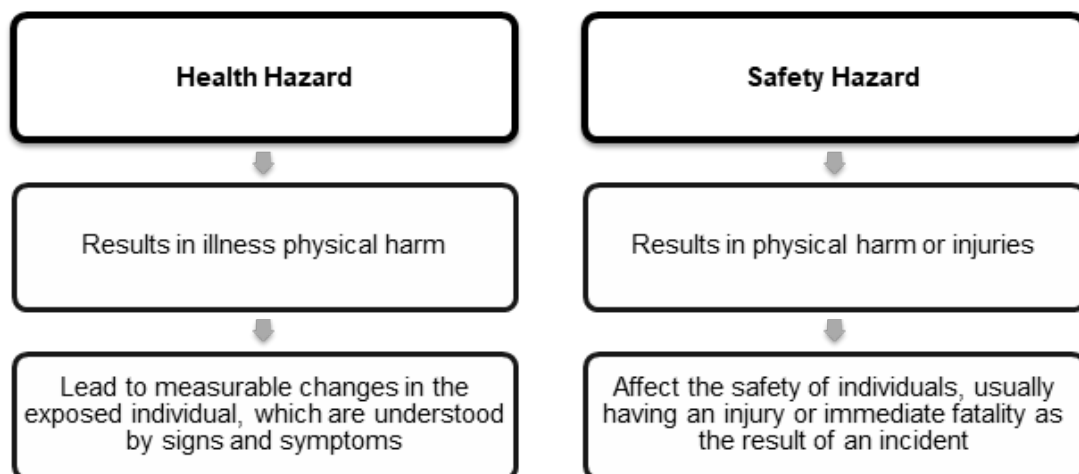 Health Hazard
Safety Hazard
Results in illness physical harm
Results in physical harm or injuries
Lead to measurable changes in the
exposed individual, which are understood
by signs and symptoms
Affect the safety of individuals, usually
having an injury or immediate fatality as
the result of an incident